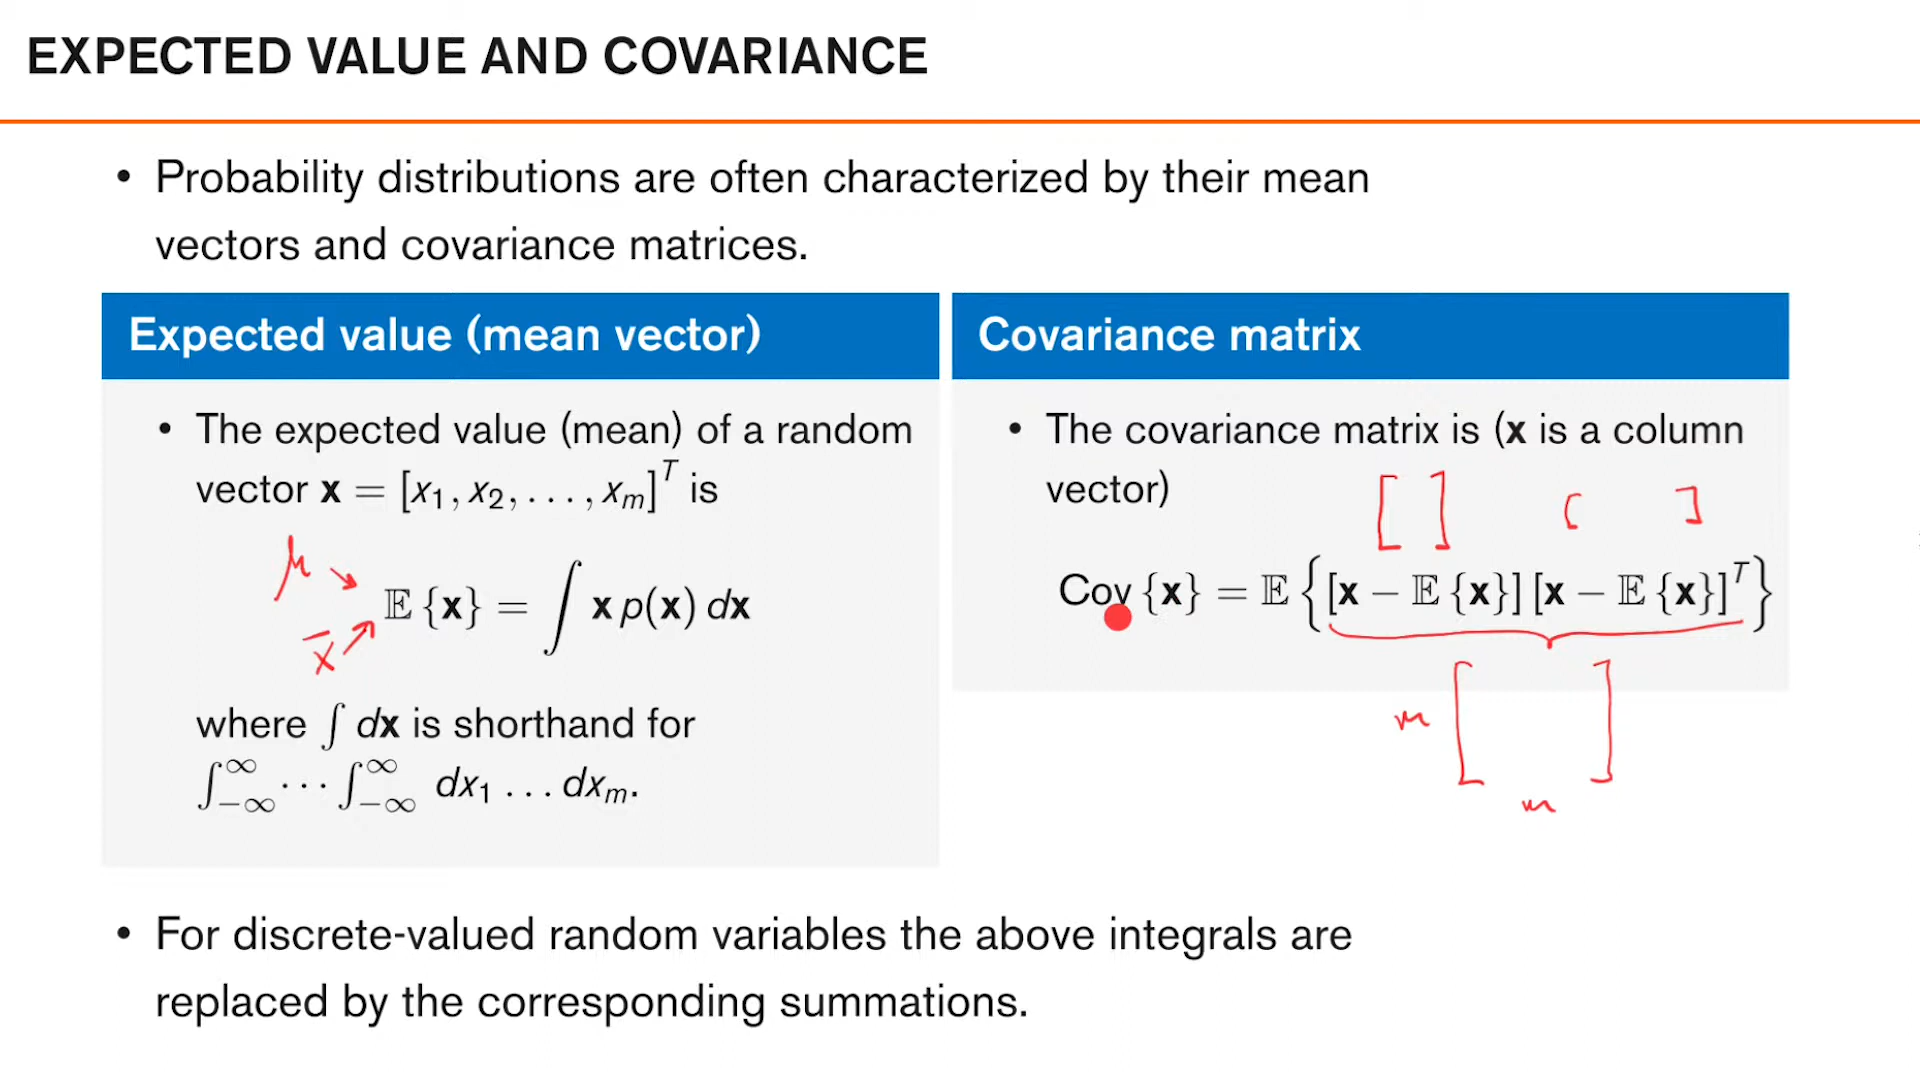 EXPECTED VALUE AND COVARIANCE
• Probability distributions are often characterized by their mean
vectors and covariance matrices.
Expected value (mean vector)
• The expected value (mean) of a random
vector x = [x₁, x₂, . . . , xₘ]ᵀ is
μ
𝔼 {x} = ∫ x p(x) dx
x̄
where ∫ dx is shorthand for
∫_{-∞}^{∞} ··· ∫_{-∞}^{∞} dx₁ . . . dxₘ.
Covariance matrix
• The covariance matrix is (x is a column
vector)
[ ] [ ]
Cov {x} = 𝔼 {[x − 𝔼 {x}] [x − 𝔼 {x}]ᵀ}
m [ ]
m
• For discrete-valued random variables the above integrals are
replaced by the corresponding summations.